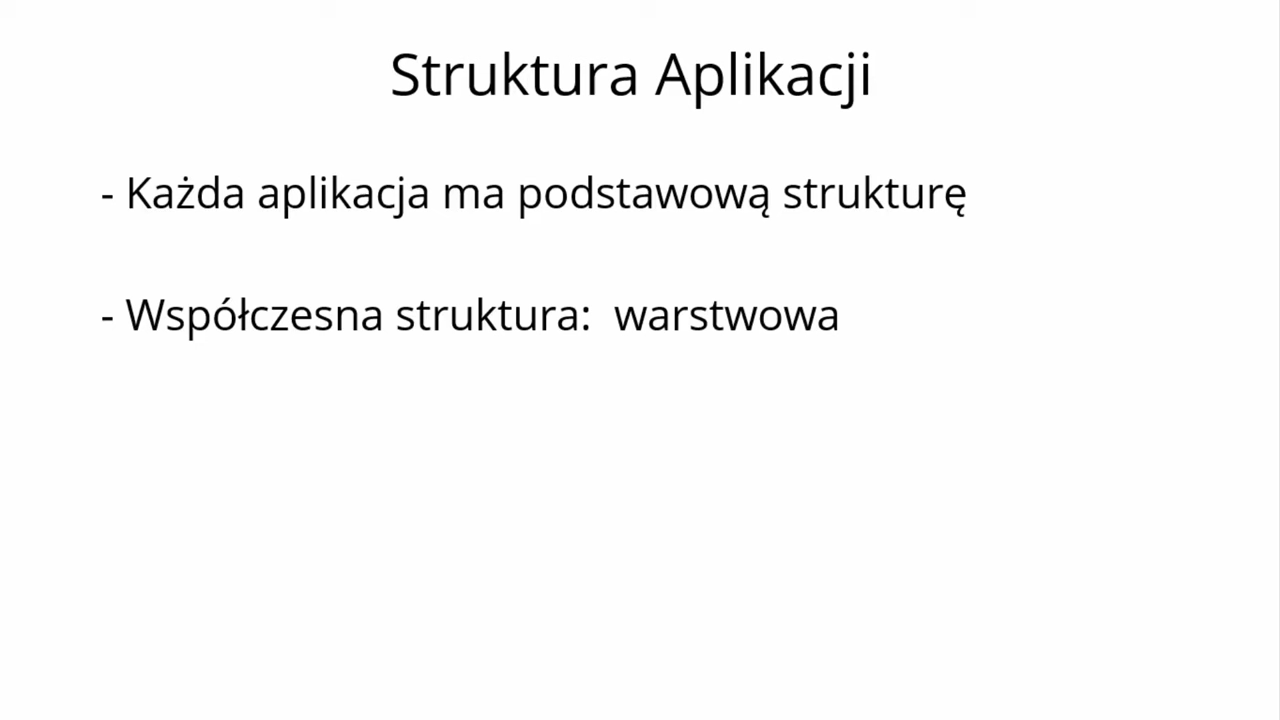 Struktura Aplikacji
- Każda aplikacja ma podstawową strukturę
- Współczesna struktura:  warstwowa